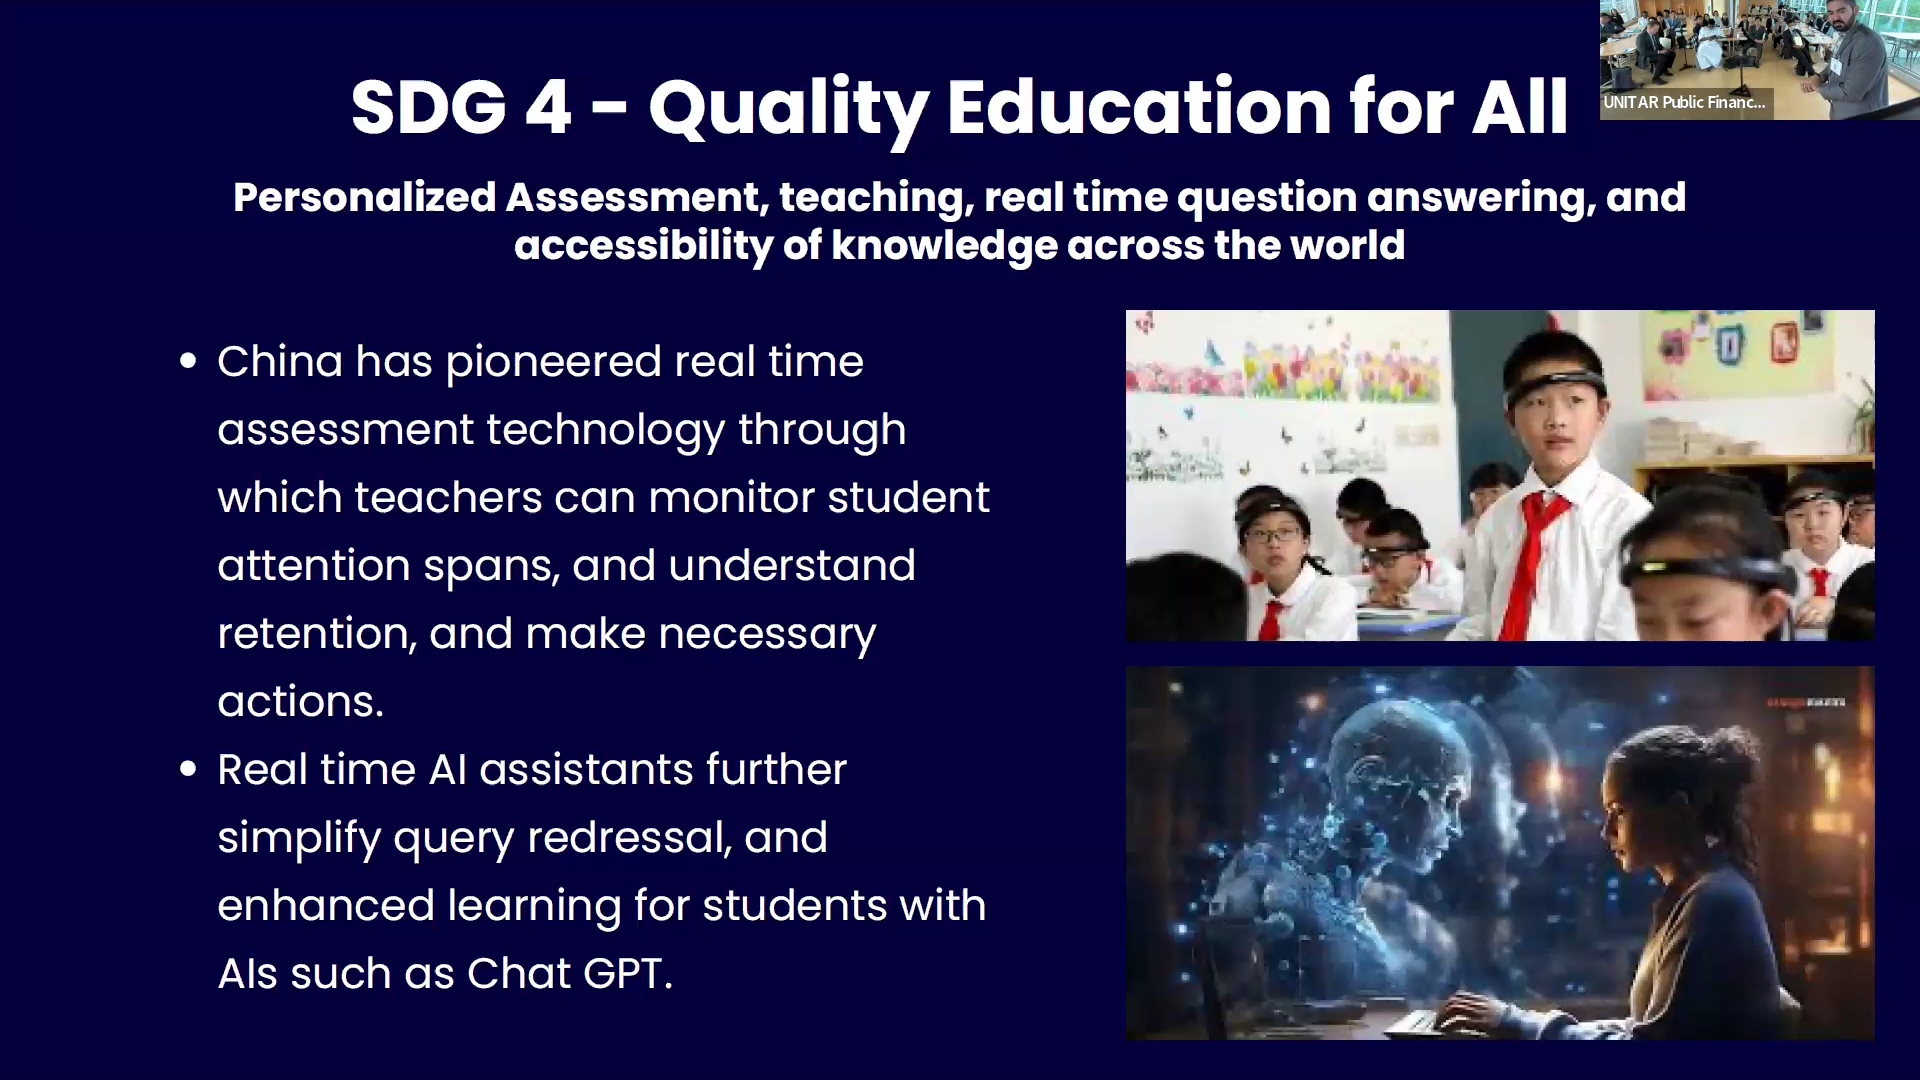 SDG 4 - Quality Education for All
UNITAR Public Financ...
Personalized Assessment, teaching, real time question answering, and
accessibility of knowledge across the world
• China has pioneered real time
assessment technology through
which teachers can monitor student
attention spans, and understand
retention, and make necessary
actions.
• Real time AI assistants further
simplify query redressal, and
enhanced learning for students with
AIs such as Chat GPT.